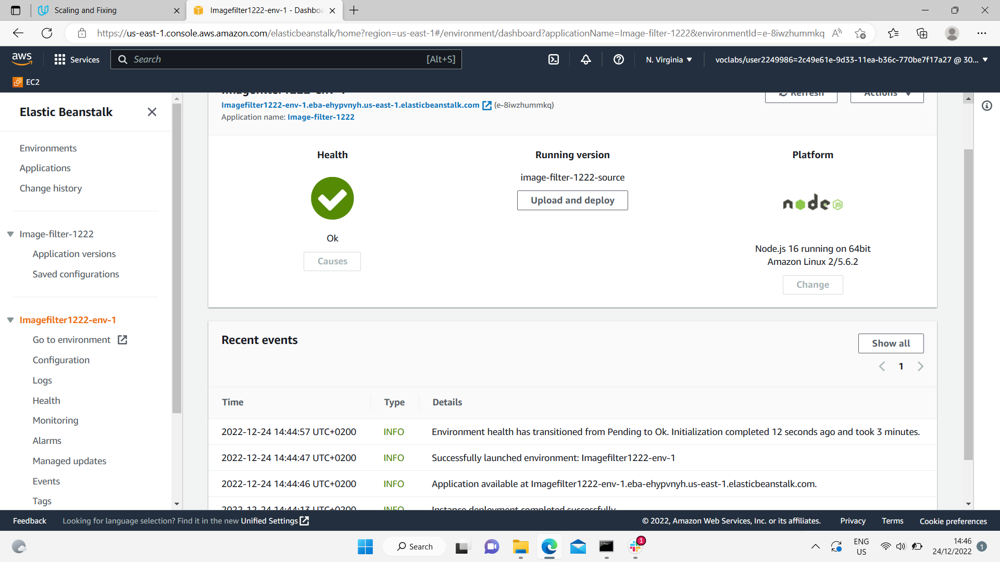 Scaling and Fixing
Imagefilter1222-env-1 - Dashboa
https://us-east-1.console.aws.amazon.com/elasticbeanstalk/home?region=us-east-1#/environment/dashboard?applicationName=Image-filter-1222&environmentId=e-8iwzhummkq
aws
Services
Search
[Alt+S]
N. Virginia
voclabs/user2249986=2c49e61e-9d33-11ea-b36c-770be7f17a27 @ 30...
EC2
Elastic Beanstalk
Environments
Applications
Change history
Image-filter-1222
Application versions
Saved configurations
Imagefilter1222-env-1
Go to environment
Configuration
Logs
Health
Monitoring
Alarms
Managed updates
Events
Tags
Imagefilter1222-env-1
Refresh
Actions
Imagefilter1222-env-1.eba-ehypvnyh.us-east-1.elasticbeanstalk.com (e-8iwzhummkq)
Application name: Image-filter-1222
Health
Ok
Causes
Running version
image-filter-1222-source
Upload and deploy
Platform
node
JS
Node.js 16 running on 64bit
Amazon Linux 2/5.6.2
Change
Recent events
Show all
1
Time Type Details
2022-12-24 14:44:57 UTC+0200 INFO Environment health has transitioned from Pending to Ok. Initialization completed 12 seconds ago and took 3 minutes.
2022-12-24 14:44:47 UTC+0200 INFO Successfully launched environment: Imagefilter1222-env-1
2022-12-24 14:44:46 UTC+0200 INFO Application available at Imagefilter1222-env-1.eba-ehypvnyh.us-east-1.elasticbeanstalk.com.
2022-12-24 14:44:13 UTC+0200 INFO Instance deployment completed successfully.
Feedback
Looking for language selection? Find it in the new Unified Settings
© 2022, Amazon Web Services, Inc. or its affiliates.
Privacy
Terms
Cookie preferences
Search
1
ENG
US
14:46
24/12/2022
1